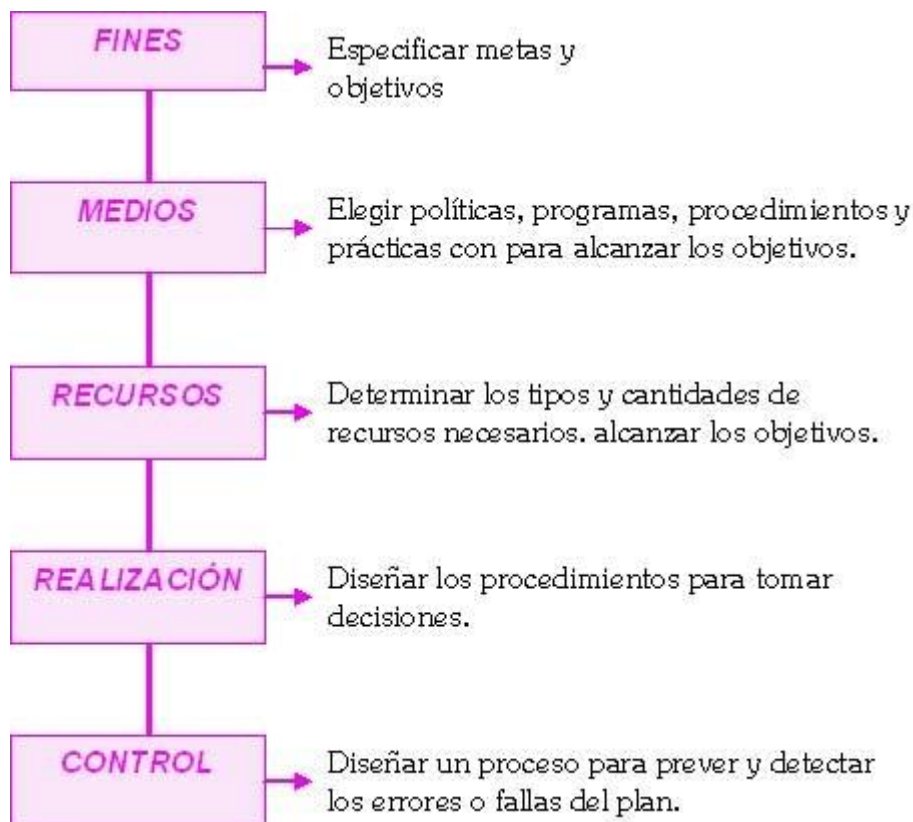 FINES
Especificar metas y
objetivos
MEDIOS
Elegir políticas, programas, procedimientos y
prácticas con para alcanzar los objetivos.
RECURSOS
Determinar los tipos y cantidades de
recursos necesarios. alcanzar los objetivos.
REALIZACIÓN
Diseñar los procedimientos para tomar
decisiones.
CONTROL
Diseñar un proceso para prever y detectar
los errores o fallas del plan.